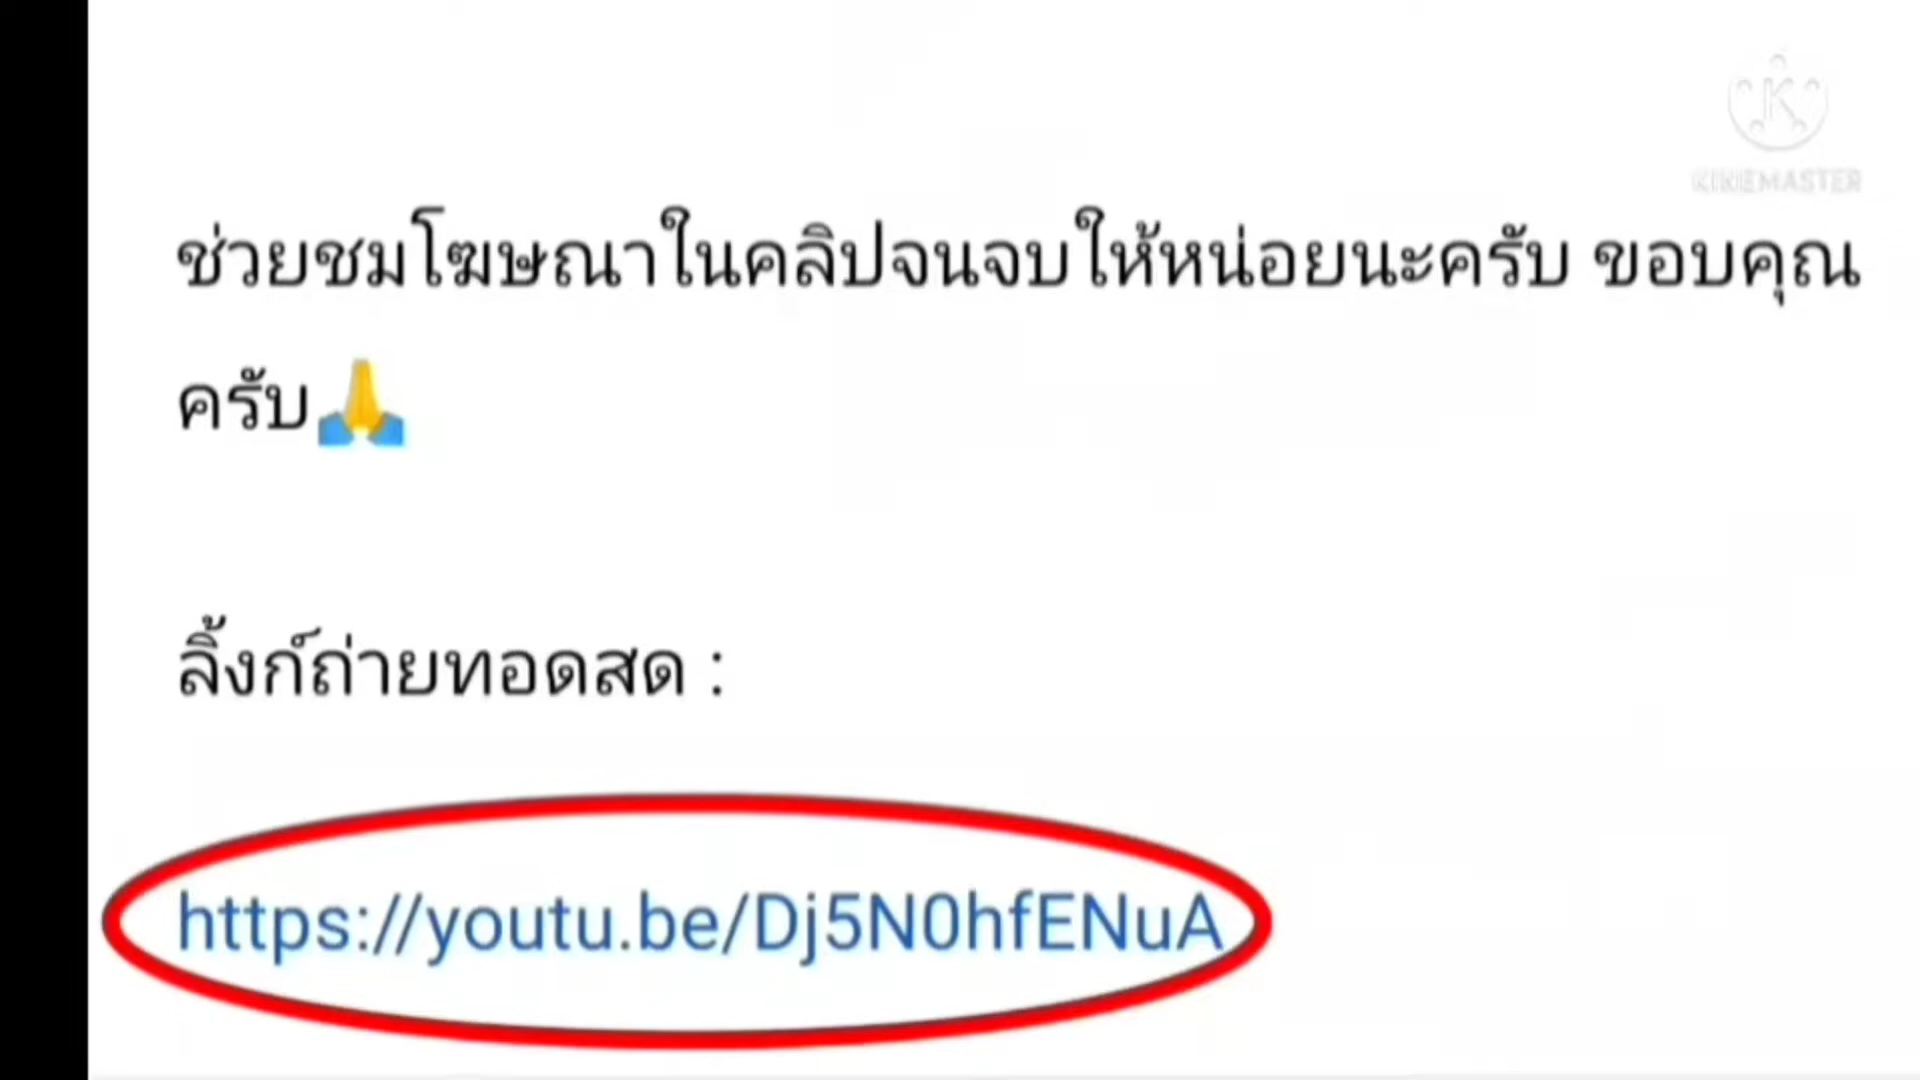 KINEMASTER
ช่วยชมโฆษณาในคลิปจนจบให้หน่อยนะครับ ขอบคุณ
ครับ🙏
ลิ้งก์ถ่ายทอดสด :
https://youtu.be/Dj5N0hfENuA